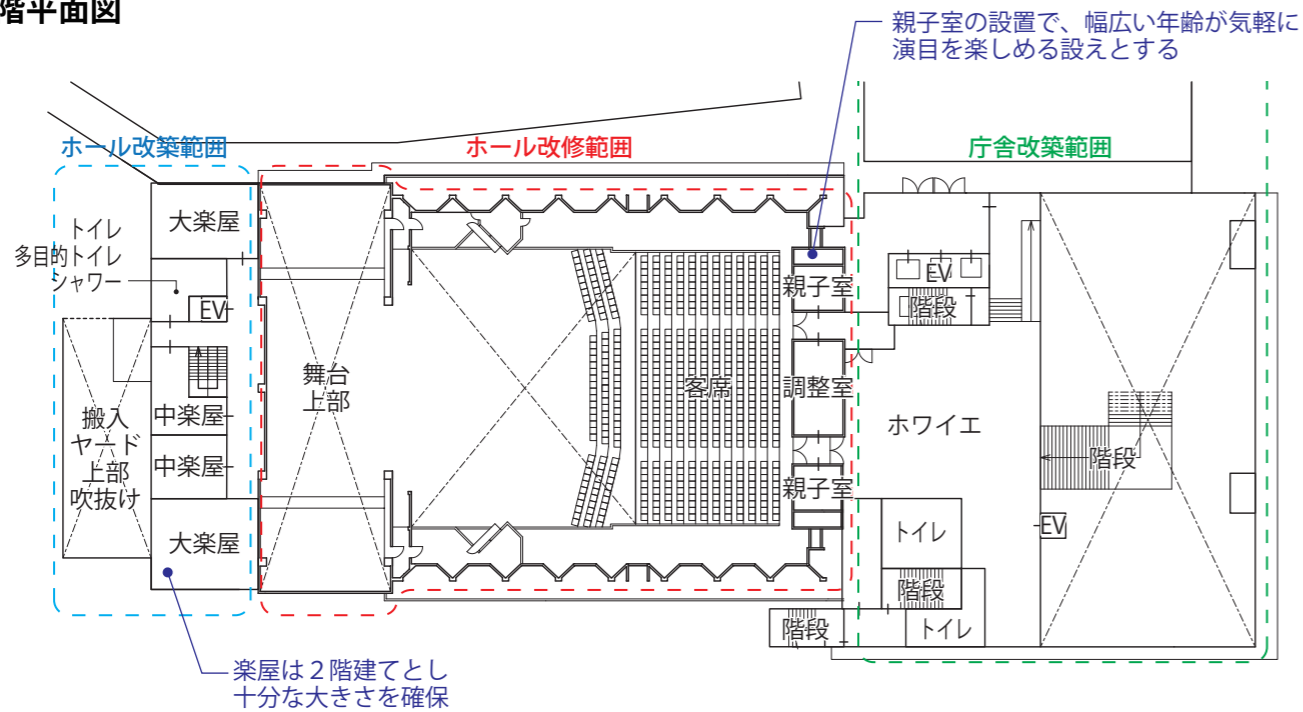 階平面図
親子室の設置で、幅広い年齢が気軽に
演目を楽しめる設えとする
ホール改築範囲
ホール改修範囲
庁舎改築範囲
大楽屋
トイレ
多目的トイレ
シャワー
EV
親子室
EV
階段
舞台
上部
客席
調整室
搬入
ヤード
上部
吹抜け
中楽屋
中楽屋
ホワイエ
階段
親子室
大楽屋
トイレ
EV
階段
階段
トイレ
楽屋は2階建てとし
十分な大きさを確保